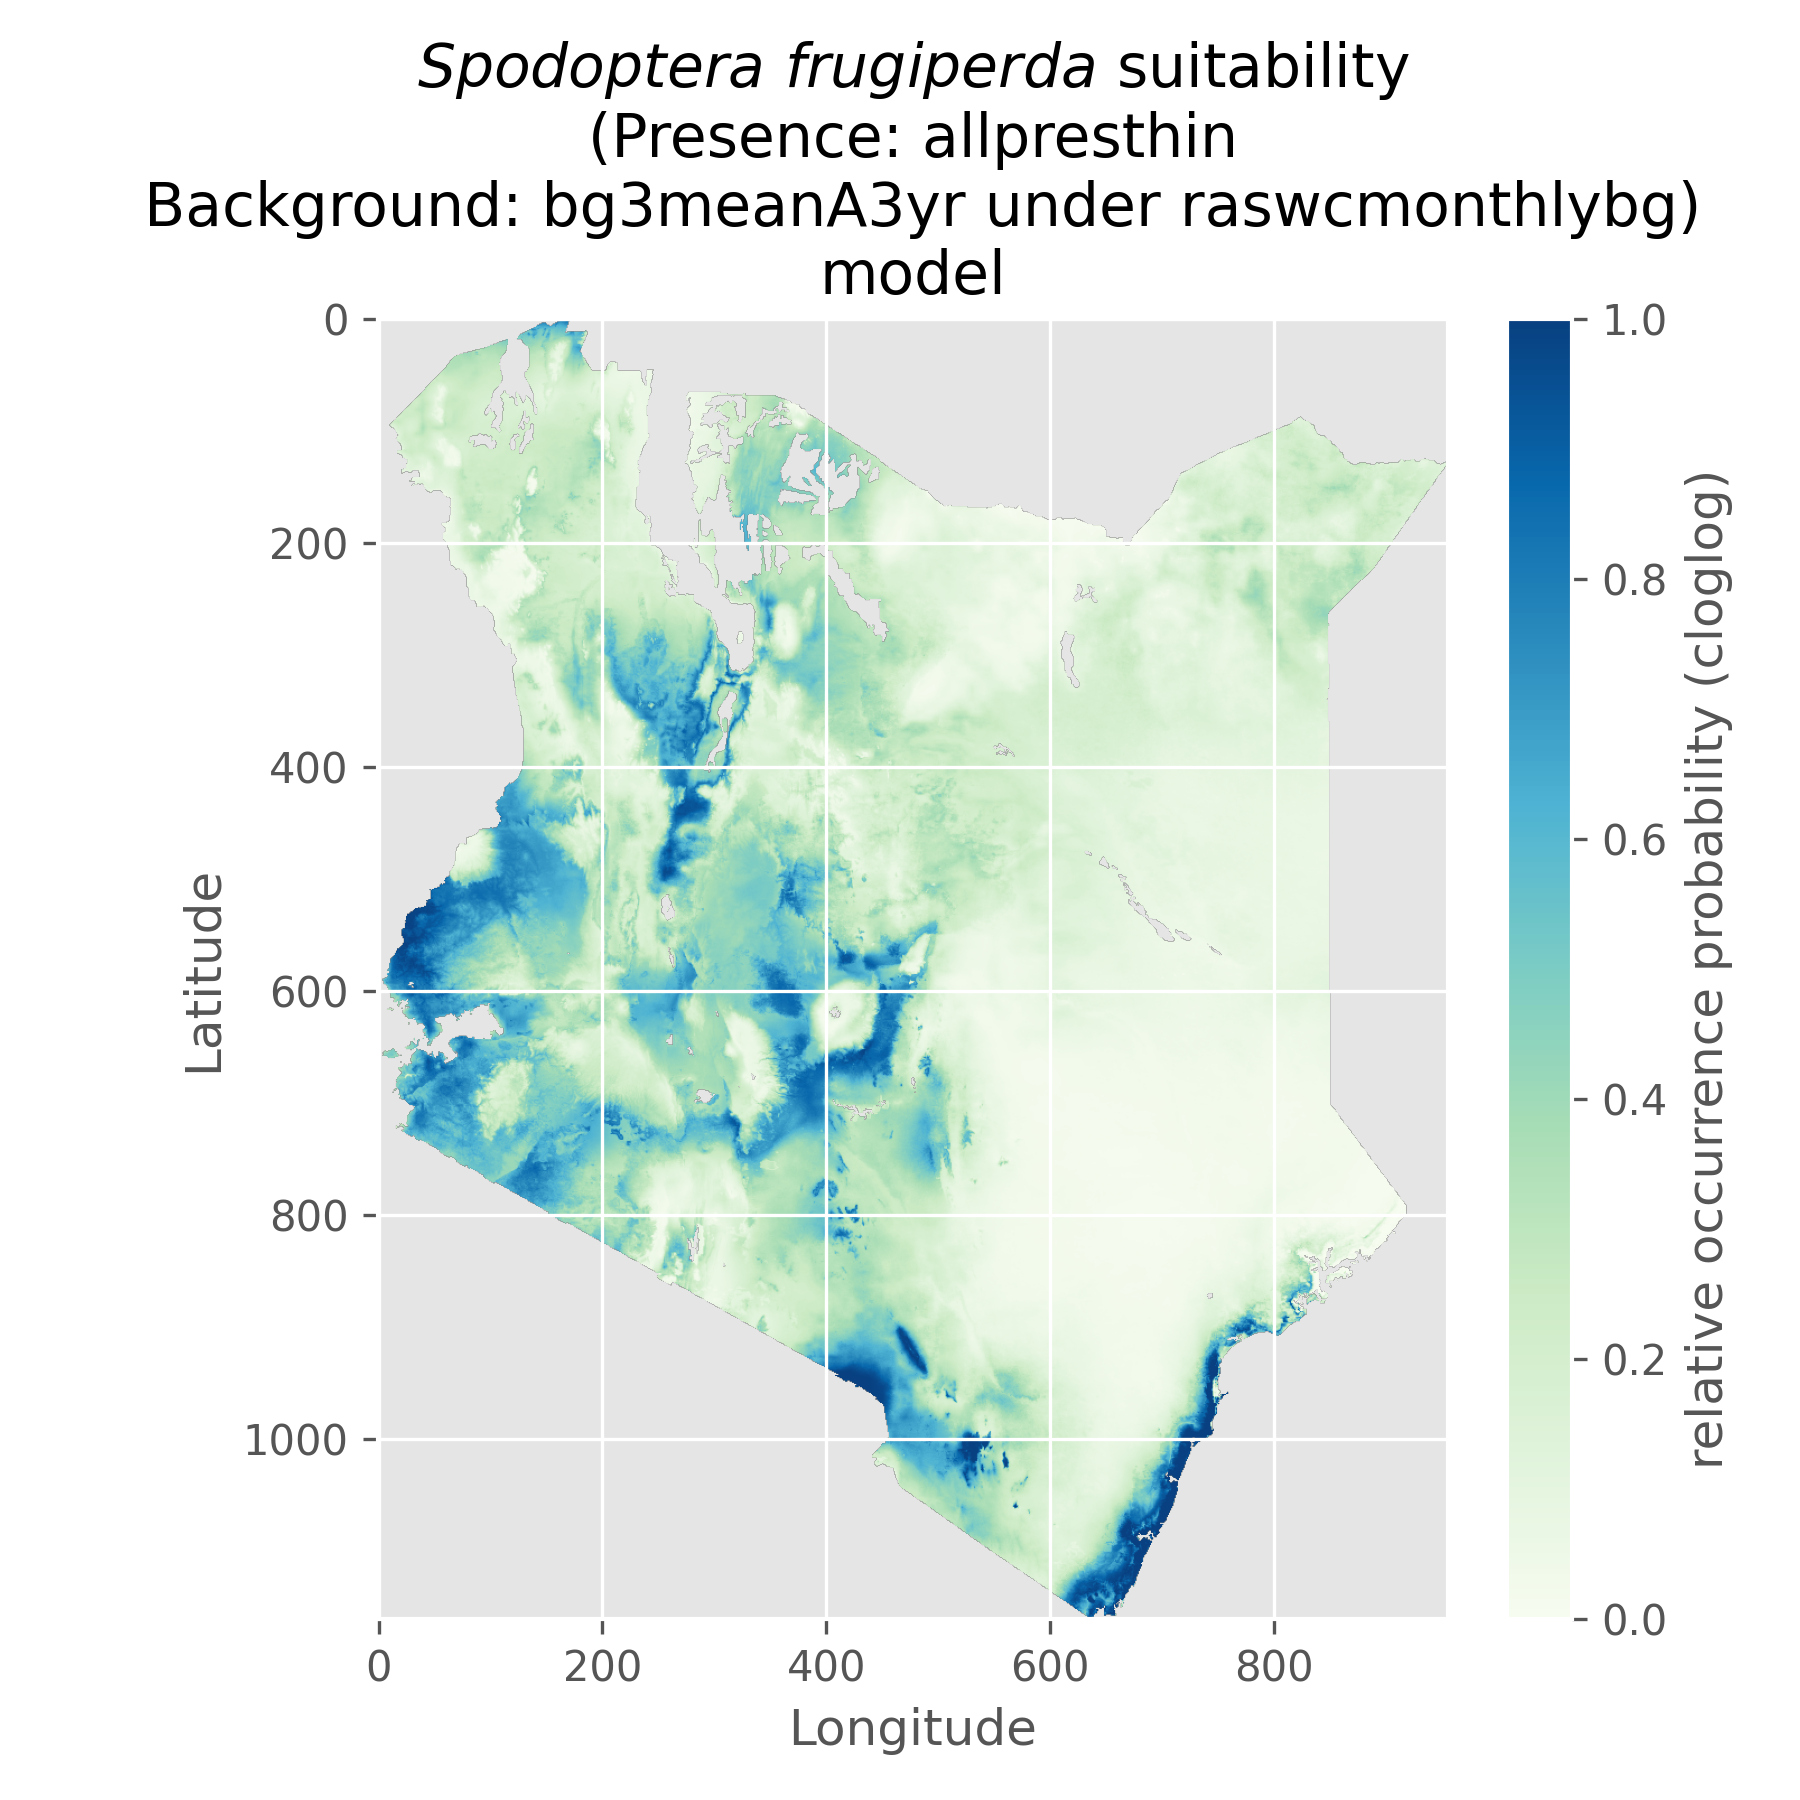 Spodoptera frugiperda suitability
(Presence: allpresthin
Background: bg3meanA3yr under raswcmonthlybg)
model
0
200
400
600
800
1000
Latitude
0
200
400
600
800
Longitude
1.0
0.8
0.6
0.4
0.2
0.0
relative occurrence probability (cloglog)